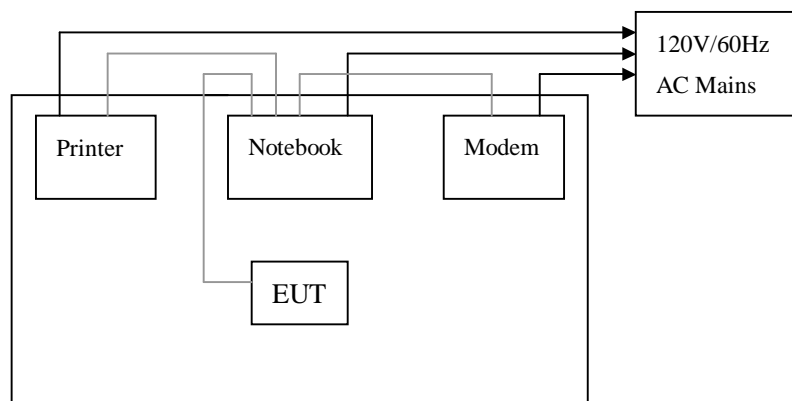 120V/60Hz
AC Mains
Printer
Notebook
Modem
EUT